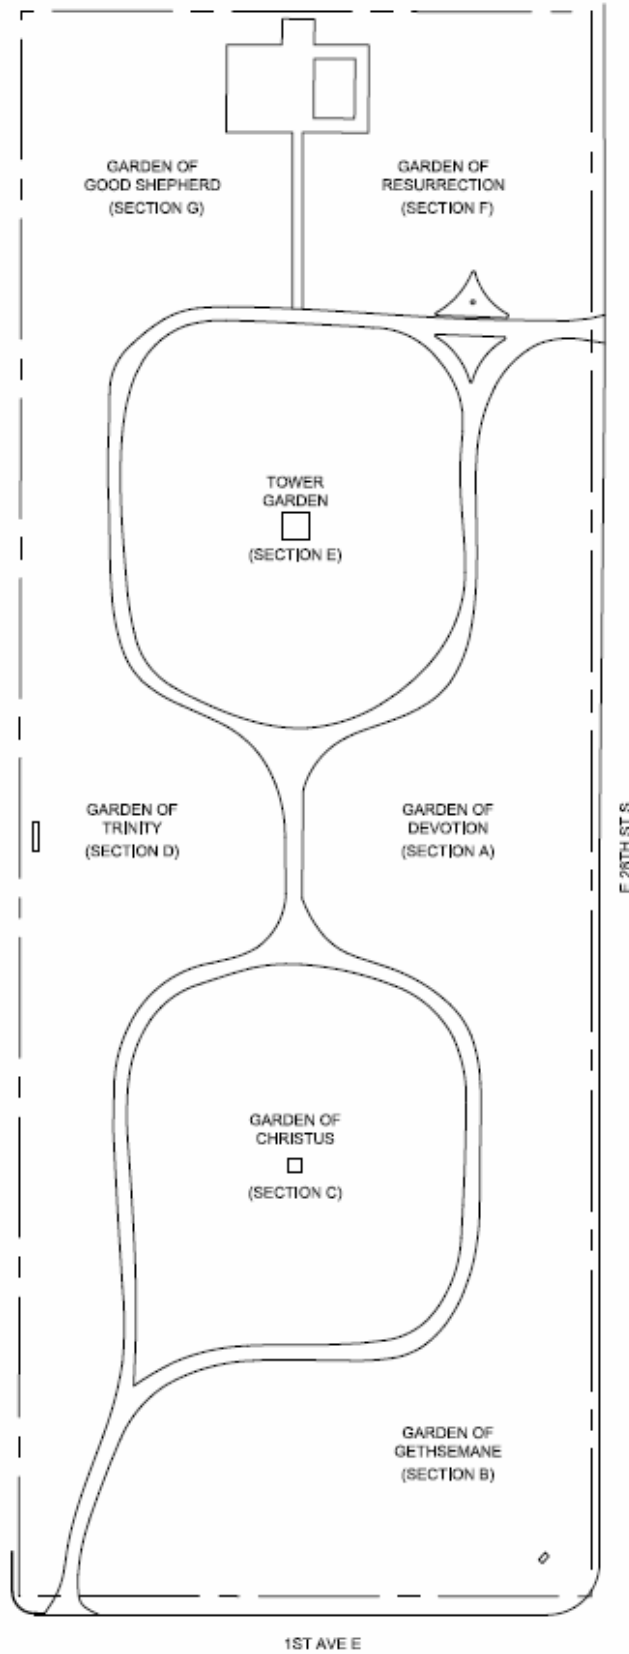 GARDEN OF
GOOD SHEPHERD
(SECTION G)
GARDEN OF
RESURRECTION
(SECTION F)
TOWER
GARDEN
(SECTION E)
GARDEN OF
TRINITY
(SECTION D)
GARDEN OF
DEVOTION
(SECTION A)
E 28TH ST S
GARDEN OF
CHRISTUS
(SECTION C)
GARDEN OF
GETHSEMANE
(SECTION B)
1ST AVE E